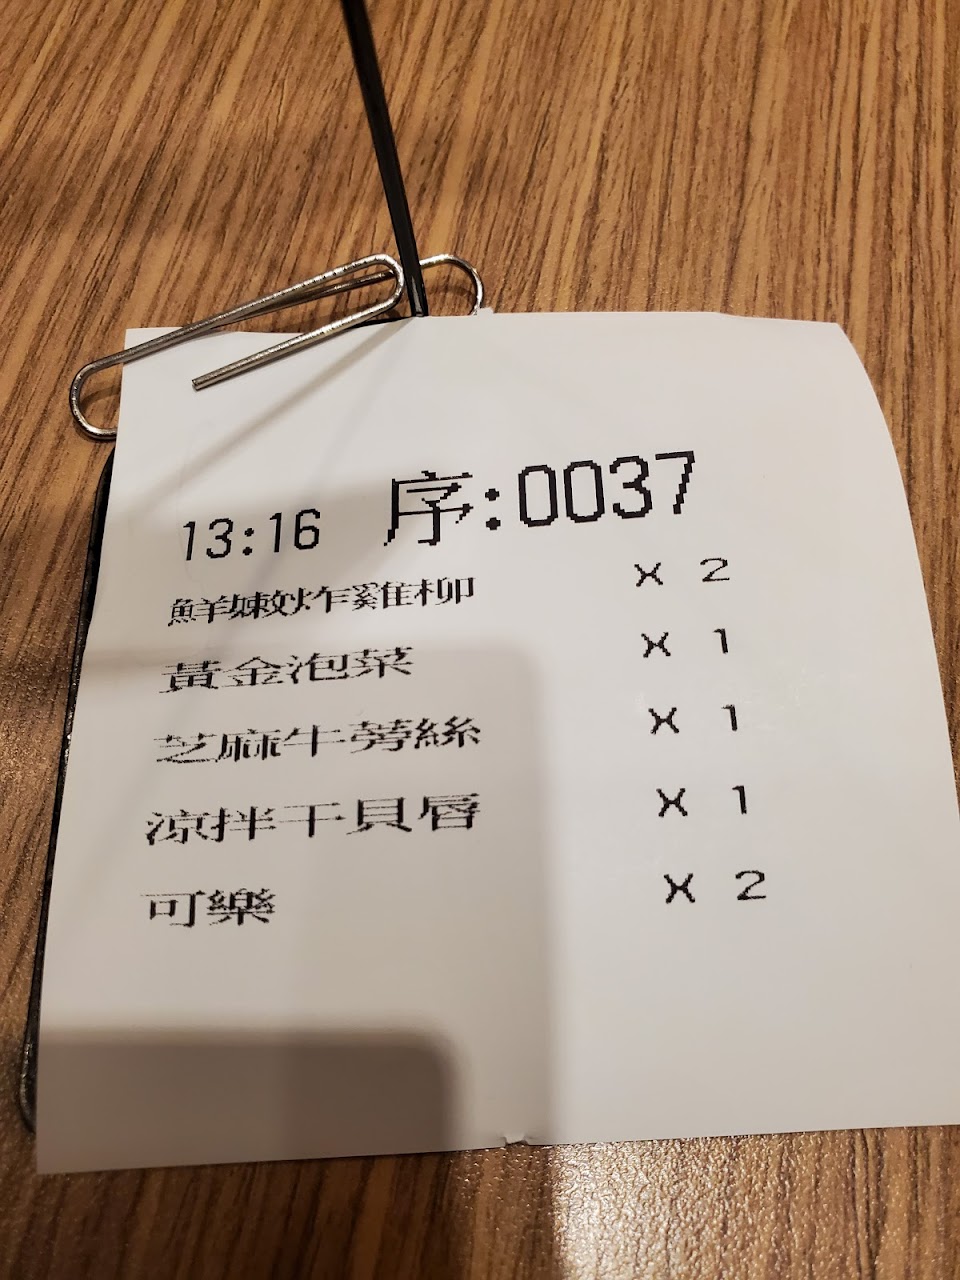 13:16 序:0037
鮮嫩炒炸雞柳 X 2
黃金泡菜 X 1
芝麻牛蒡絲 X 1
涼拌干貝唇 X 1
可樂 X 2